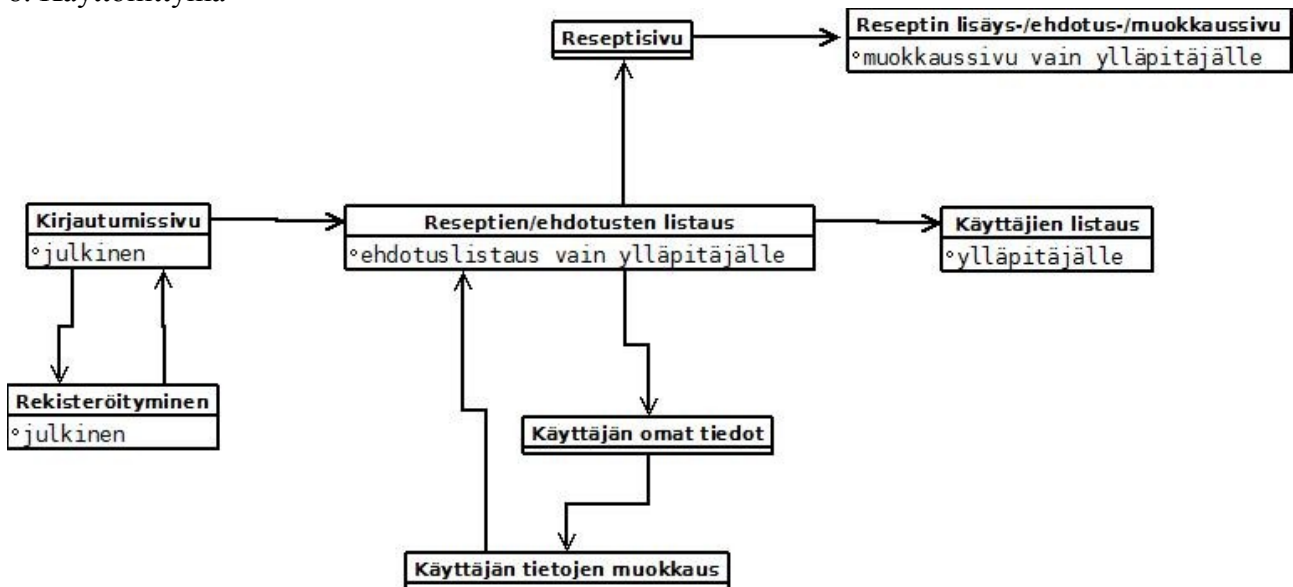 Reseptisivu
Reseptin lisäys-/ehdotus-/muokkaussivu
°muokkaussivu vain ylläpitäjälle
Kirjautumissivu
°julkinen
Reseptien/ehdotusten listaus
°ehdotuslistaus vain ylläpitäjälle
Käyttäjien listaus
°ylläpitäjälle
Rekisteröityminen
°julkinen
Käyttäjän omat tiedot
Käyttäjän tietojen muokkaus